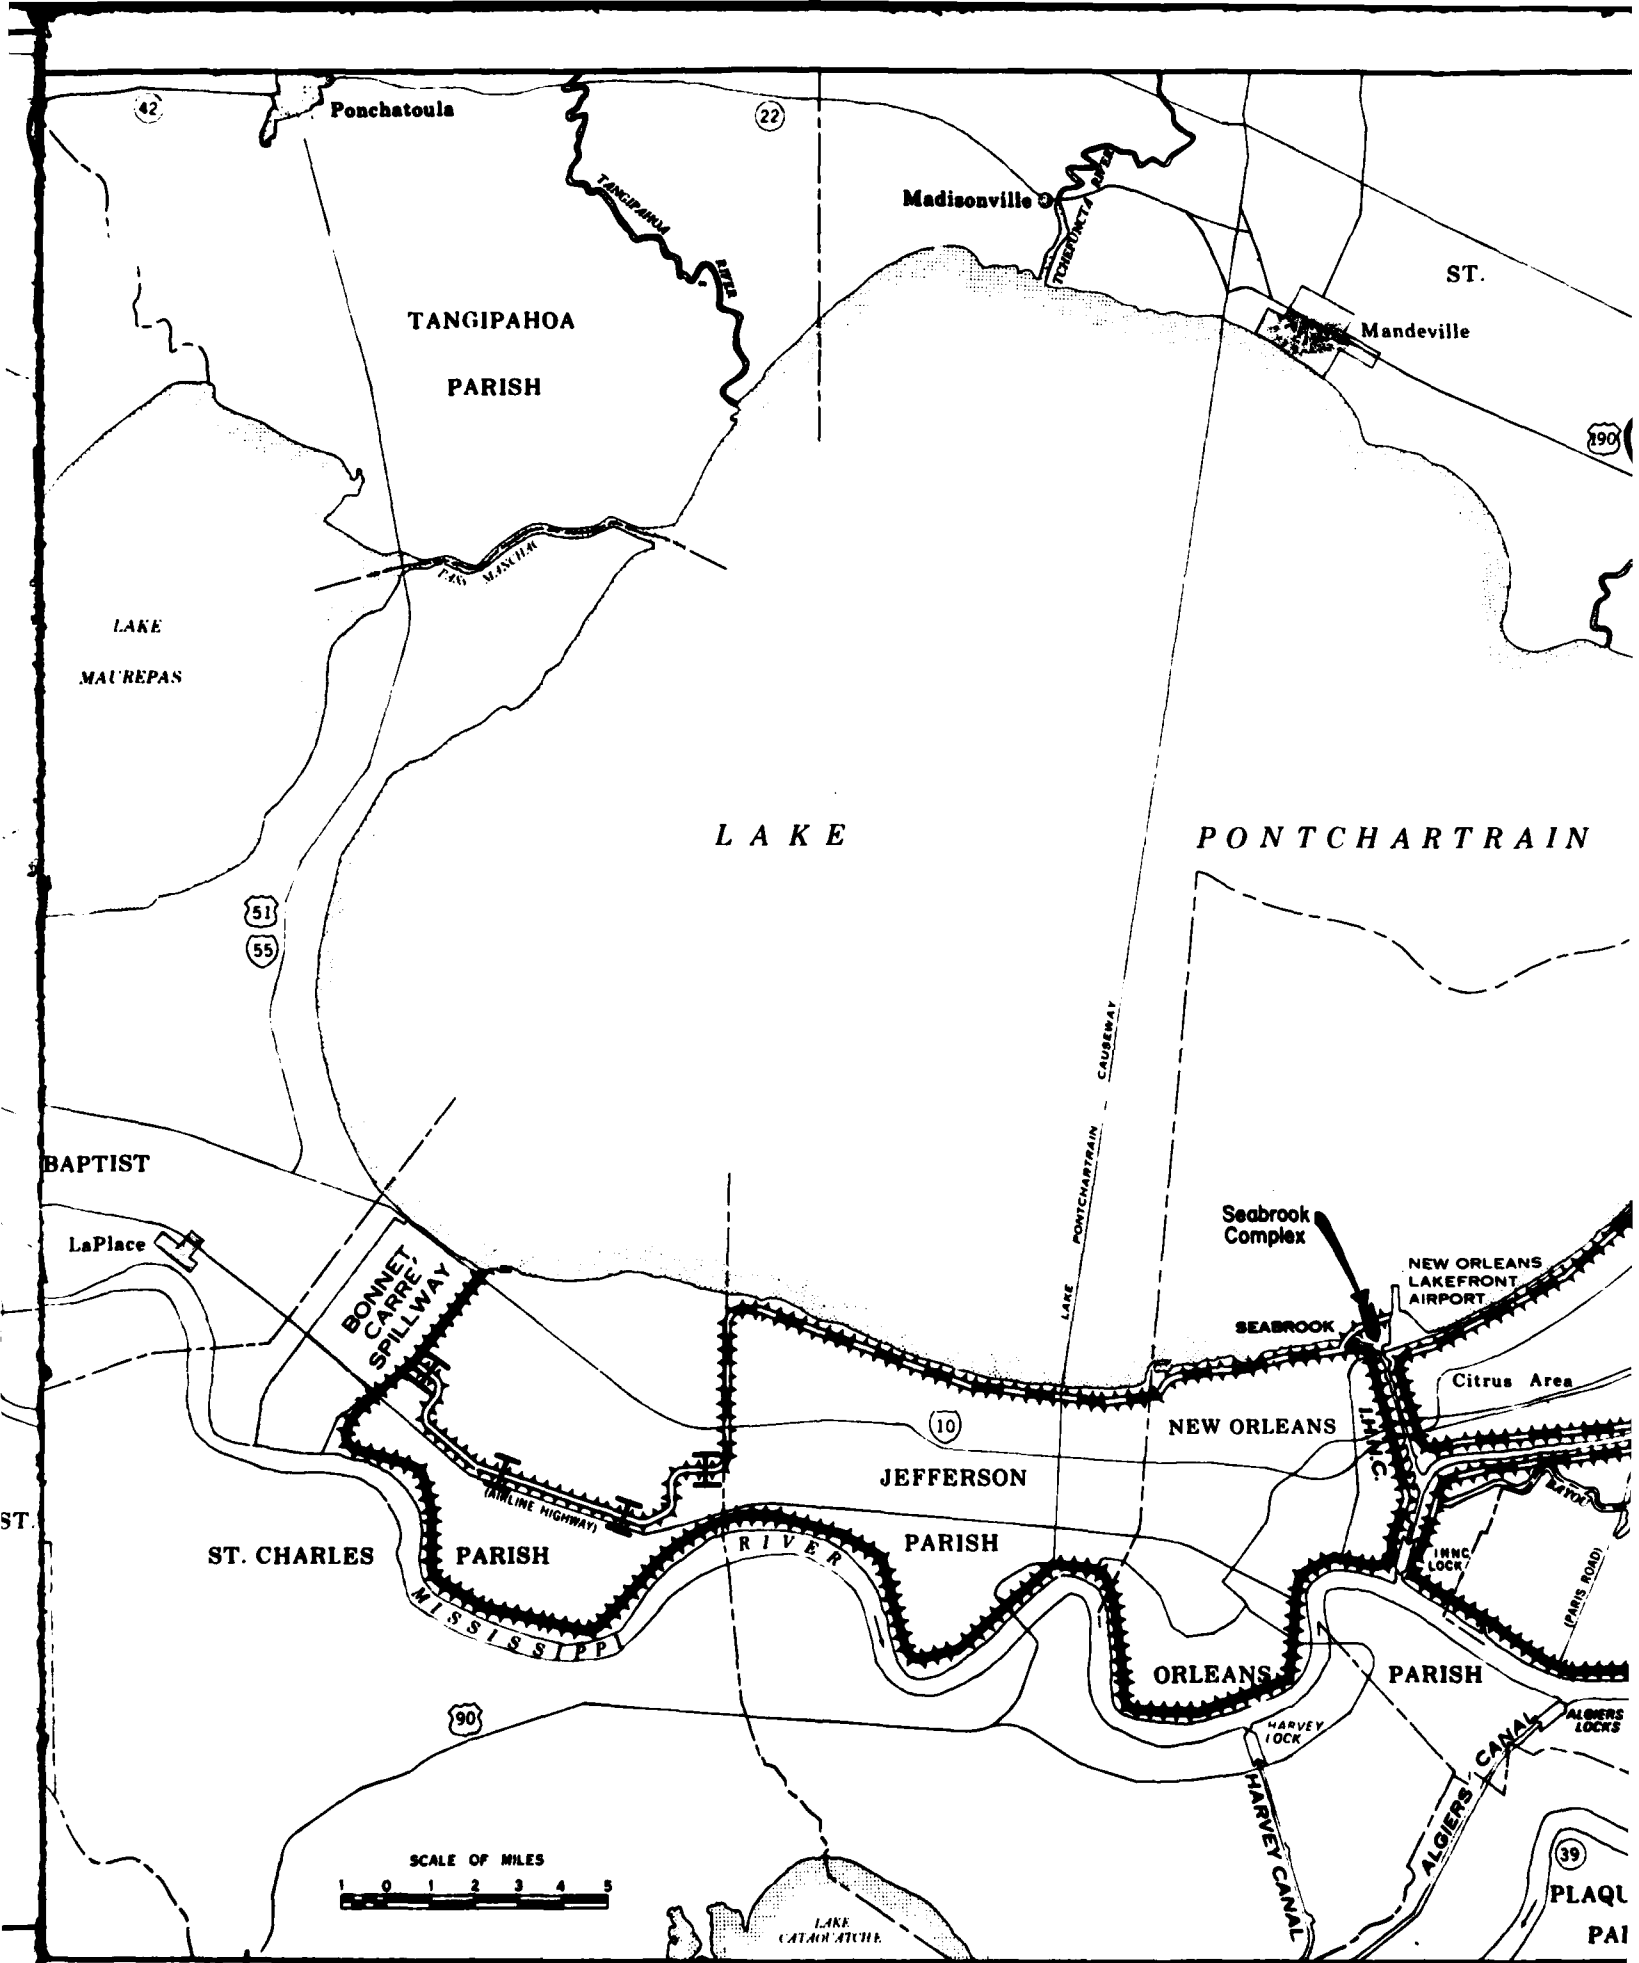 42
Ponchatoula
22
TANGIPAHOA
RIVER
Madisonville
TCHEFUNCTA RIVER
ST.
TANGIPAHOA
PARISH
Mandeville
190
PASS MANCHAC
LAKE
MAUREPAS
LAKE
PONTCHARTRAIN
51
55
LAKE PONTCHARTRAIN CAUSEWAY
BAPTIST
LaPlace
BONNET
CARRE'
SPILLWAY
Seabrook
Complex
NEW ORLEANS
LAKEFRONT
AIRPORT
SEABROOK
Citrus Area
10
NEW ORLEANS
I.H.N.C.
JEFFERSON
PARISH
(AIRLINE HIGHWAY)
BAYOU
ST.
ST. CHARLES PARISH
RIVER
IHNC
LOCK
(PARIS ROAD)
MISSISSIPPI
ORLEANS PARISH
90
HARVEY
LOCK
ALGIERS
LOCKS
HARVEY CANAL
ALGIERS CANAL
SCALE OF MILES
1 0 1 2 3 4 5
39
PLAQU
PAR
LAKE
CATAOUATCHE